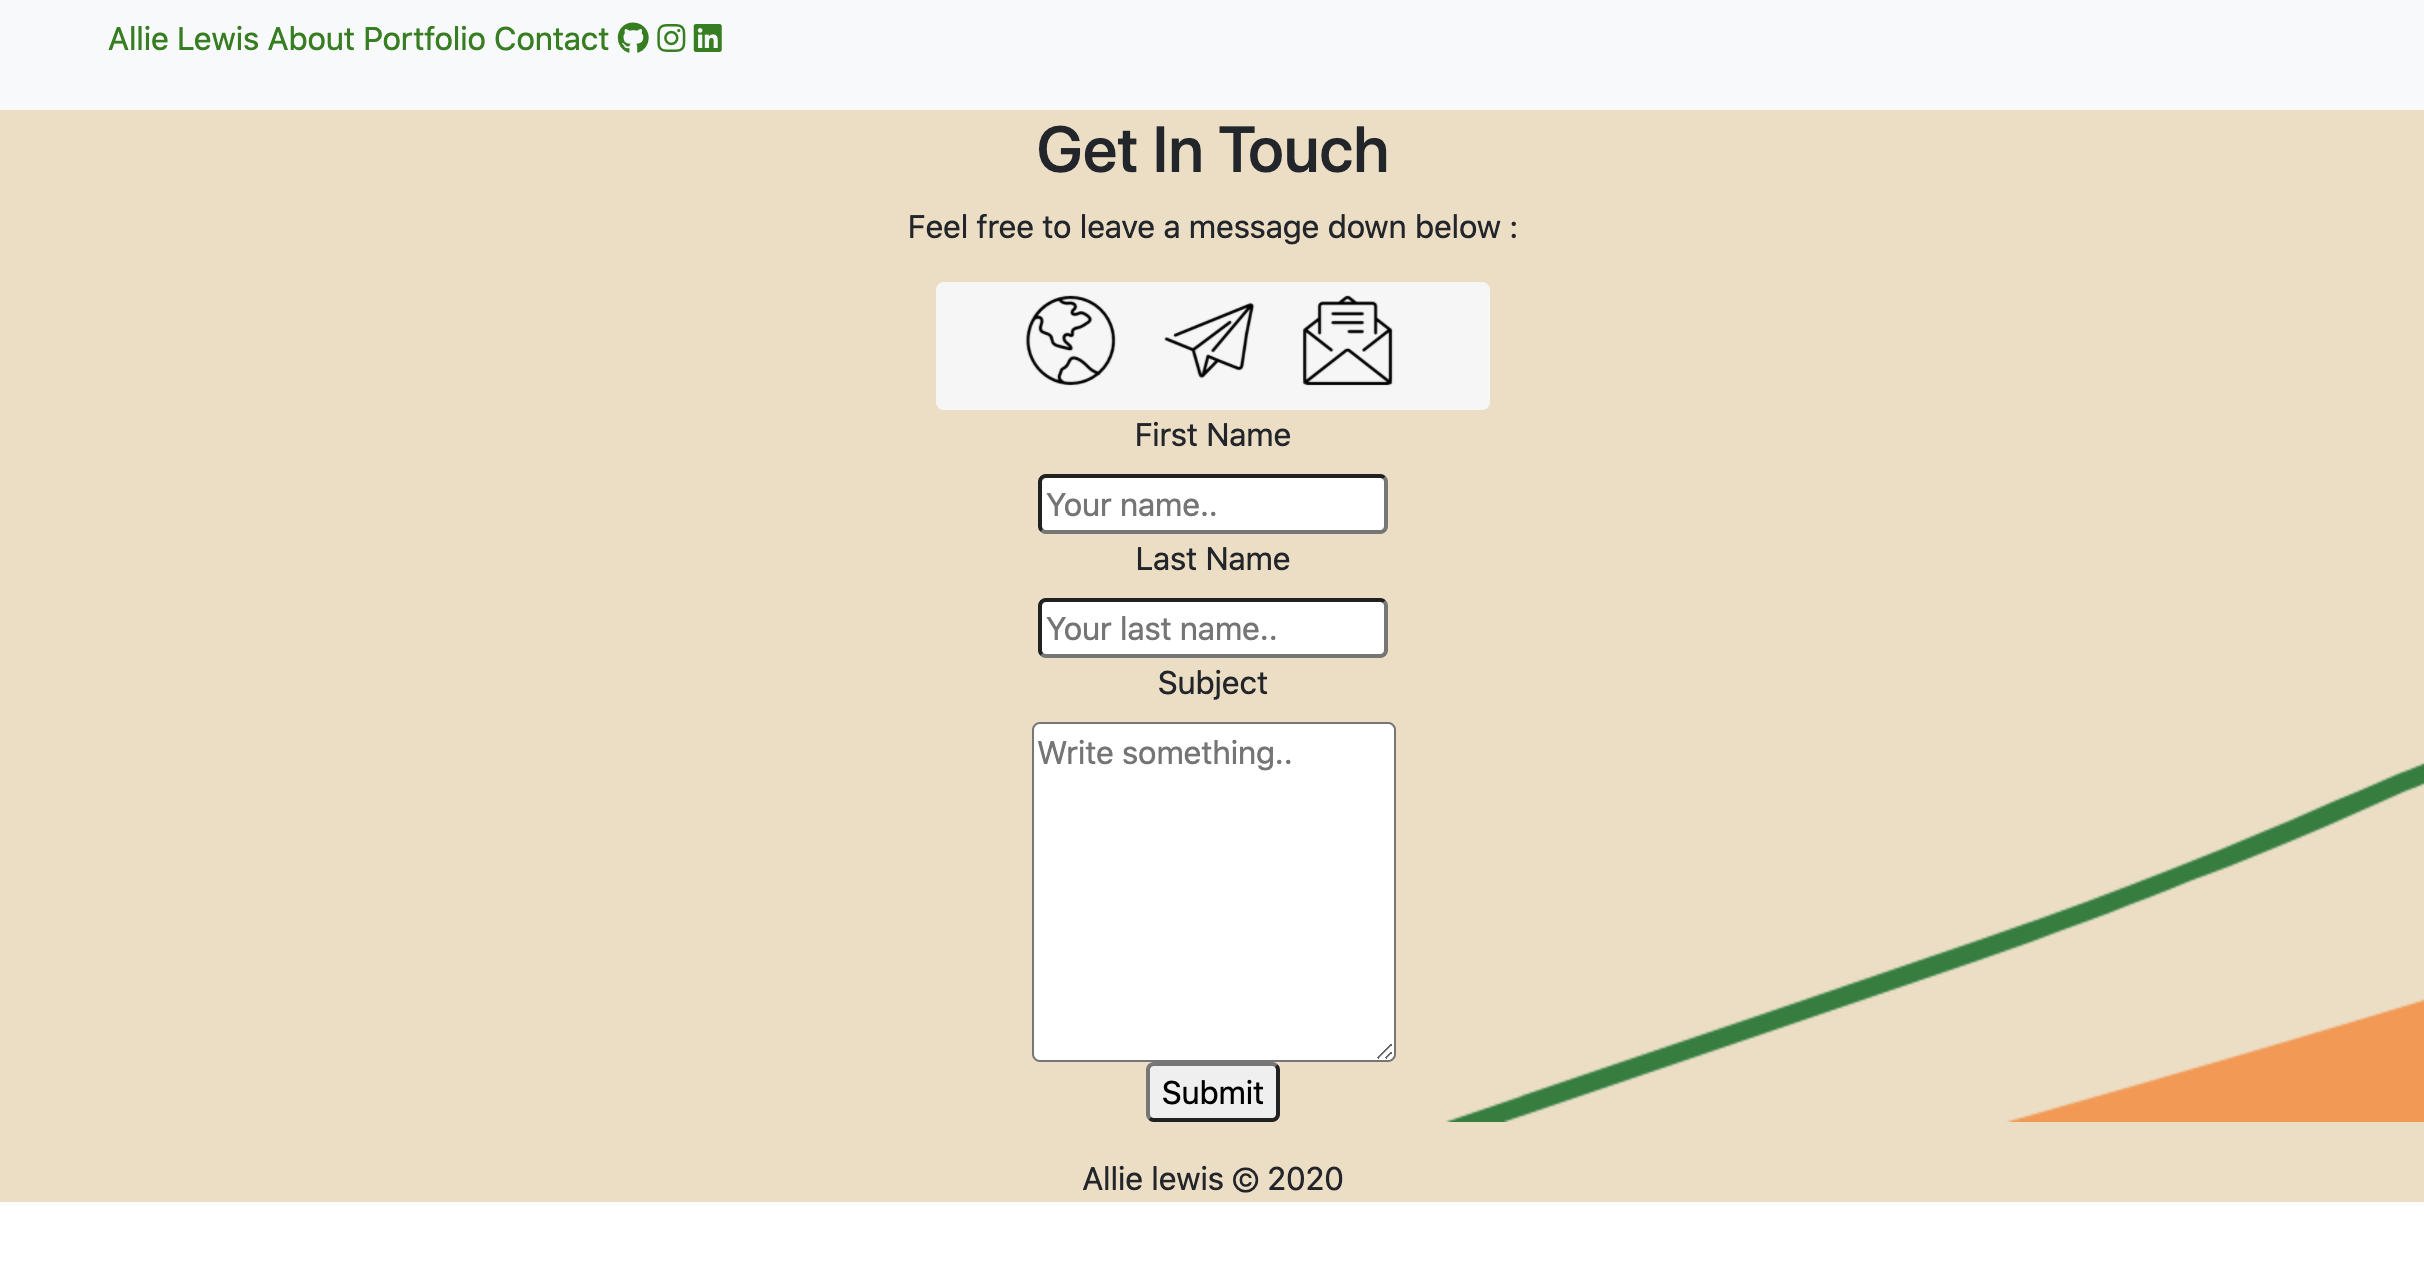 Allie Lewis About Portfolio Contact
Get In Touch
Feel free to leave a message down below :
First Name
Your name..
Last Name
Your last name..
Subject
Write something..
Submit
Allie lewis © 2020